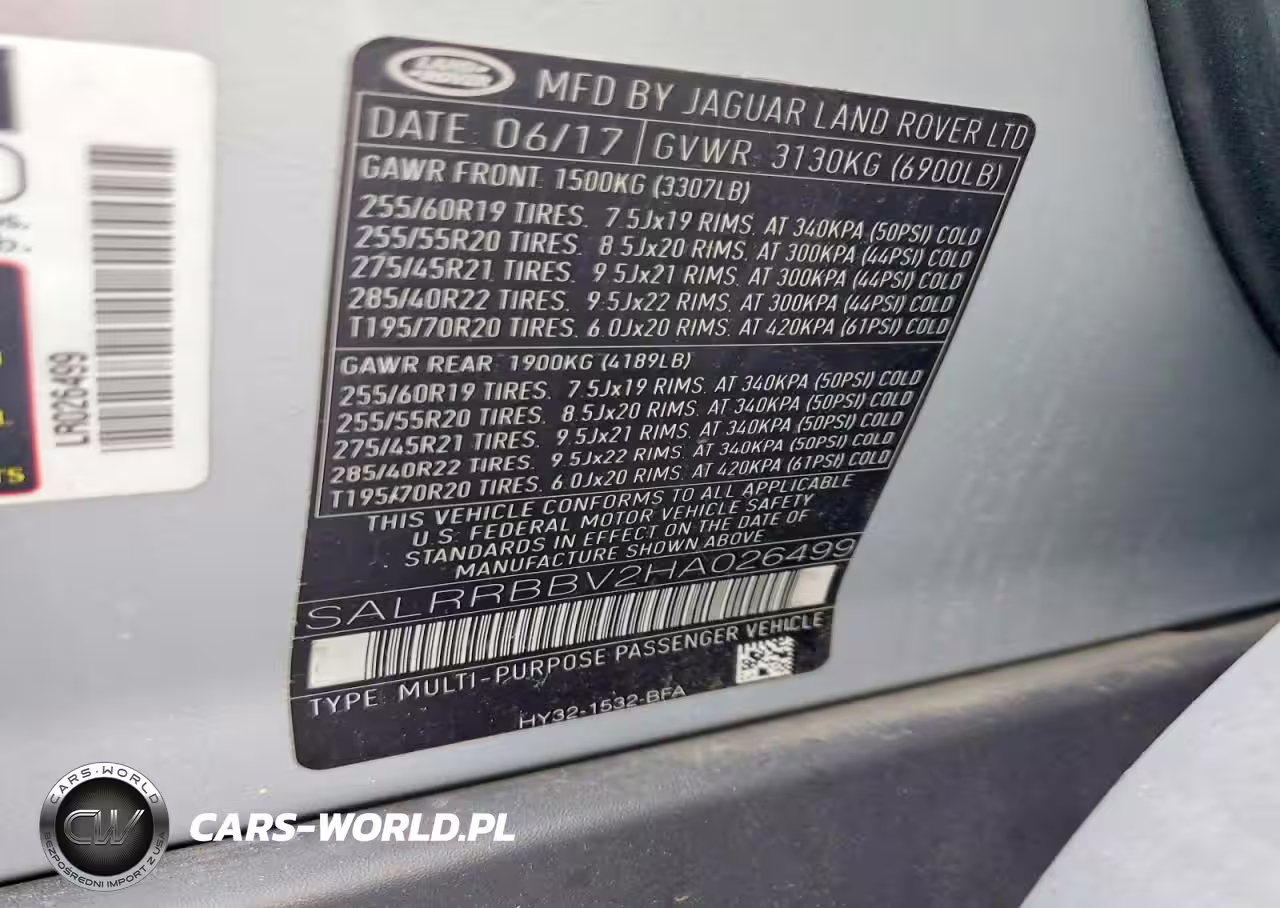 LAND ROVER
MFD BY JAGUAR LAND ROVER LTD
DATE 06/17 GVWR 3130KG (6900LB)
GAWR FRONT 1500KG (3307LB)
255/60R19 TIRES. 7.5Jx19 RIMS. AT 340KPA (50PSI) COLD
255/55R20 TIRES. 8.5Jx20 RIMS. AT 300KPA (44PSI) COLD
275/45R21 TIRES. 9.5Jx21 RIMS. AT 300KPA (44PSI) COLD
285/40R22 TIRES. 9.5Jx22 RIMS. AT 300KPA (44PSI) COLD
T195/70R20 TIRES. 6.0Jx20 RIMS. AT 420KPA (61PSI) COLD
GAWR REAR 1900KG (4189LB)
255/60R19 TIRES. 7.5Jx19 RIMS. AT 340KPA (50PSI) COLD
255/55R20 TIRES. 8.5Jx20 RIMS. AT 340KPA (50PSI) COLD
275/45R21 TIRES. 9.5Jx21 RIMS. AT 340KPA (50PSI) COLD
285/40R22 TIRES. 9.5Jx22 RIMS. AT 340KPA (50PSI) COLD
T195/70R20 TIRES. 6.0Jx20 RIMS. AT 420KPA (61PSI) COLD
THIS VEHICLE CONFORMS TO ALL APPLICABLE
U.S. FEDERAL MOTOR VEHICLE SAFETY
STANDARDS IN EFFECT ON THE DATE OF
MANUFACTURE SHOWN ABOVE
SALRRBBV2HA026499
TYPE MULTI-PURPOSE PASSENGER VEHICLE
HY32-1532-BFA
LR026499
TS
CARS-WORLD
CW
BEZPOŚREDNI IMPORT Z USA
CARS-WORLD.PL